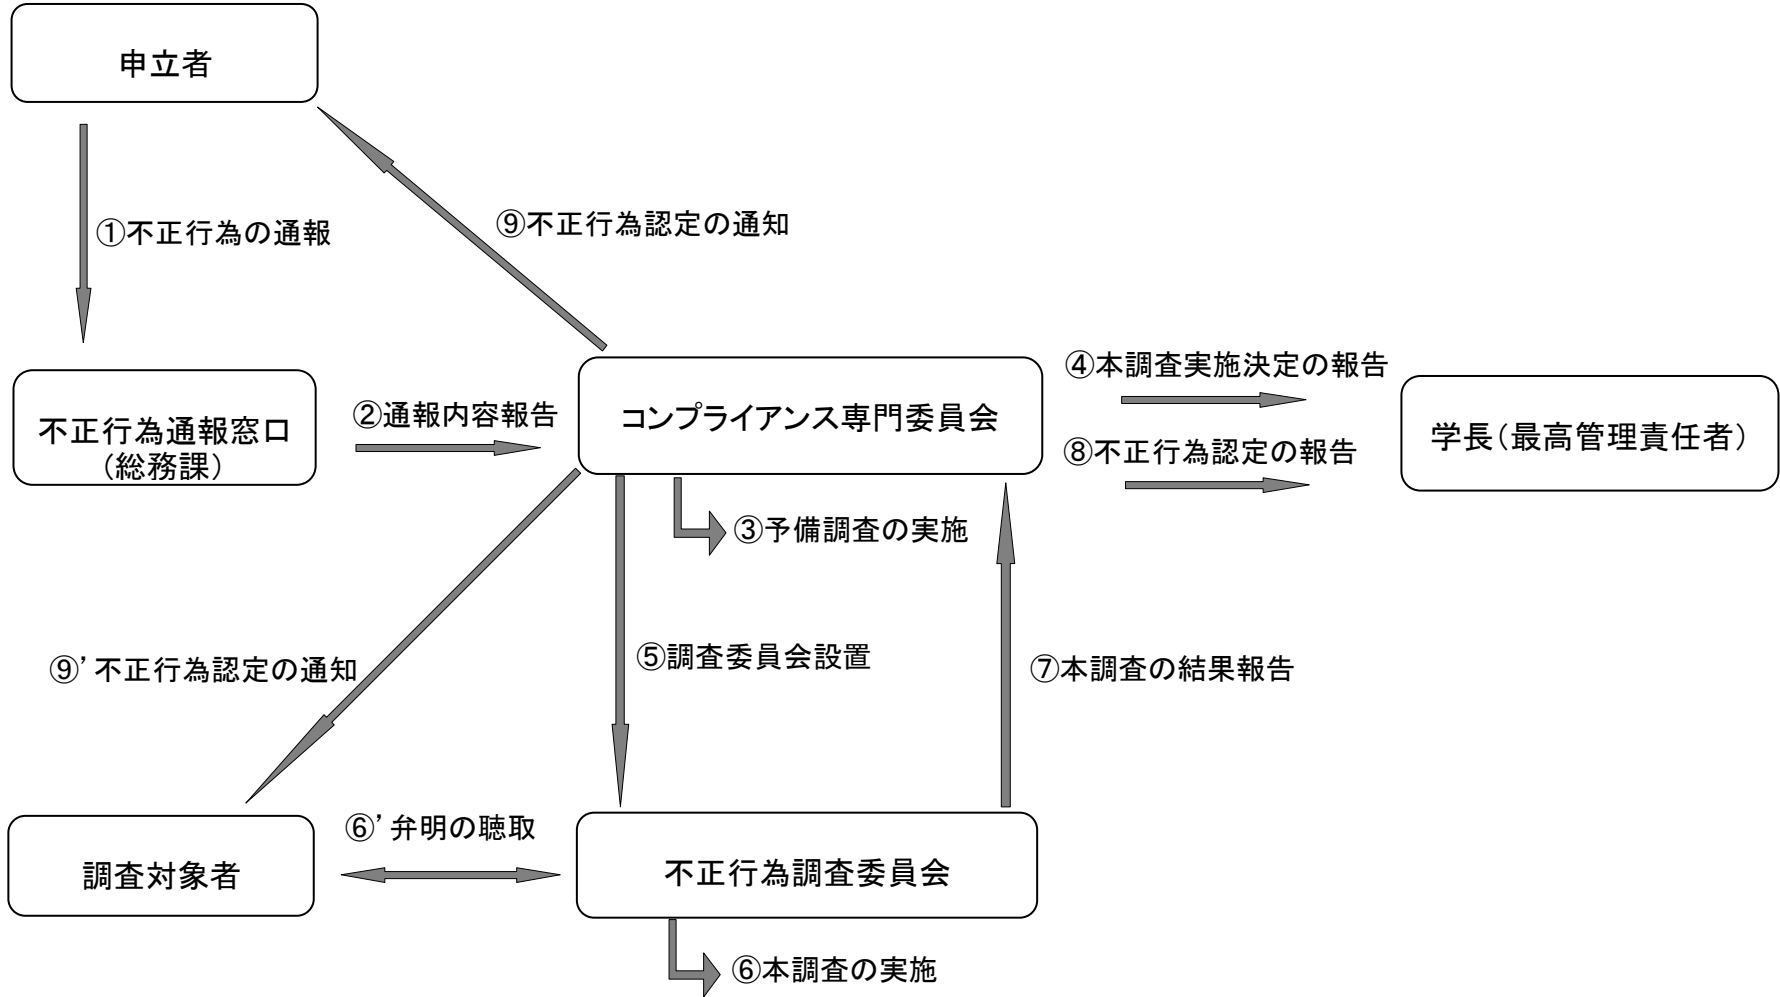 申立者
①不正行為の通報
⑨不正行為認定の通知
④本調査実施決定の報告
②通報内容報告
コンプライアンス専門委員会
不正行為通報窓口
(総務課)
学長(最高管理責任者)
⑧不正行為認定の報告
③予備調査の実施
⑨’不正行為認定の通知
⑤調査委員会設置
⑦本調査の結果報告
⑥’弁明の聴取
調査対象者
不正行為調査委員会
⑥本調査の実施